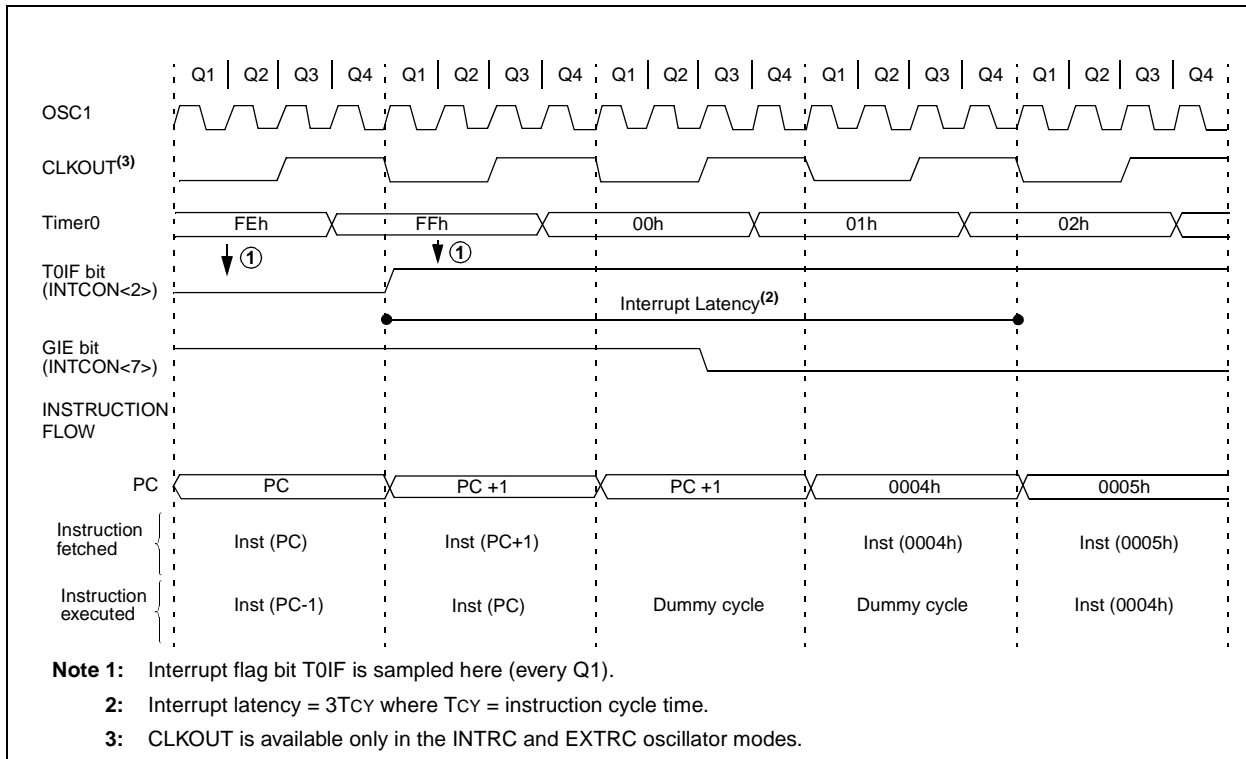 Q1 Q2 Q3 Q4 Q1 Q2 Q3 Q4 Q1 Q2 Q3 Q4 Q1 Q2 Q3 Q4 Q1 Q2 Q3 Q4
OSC1
CLKOUT(3)
Timer0 FEh FFh 00h 01h 02h
1 1
T0IF bit
(INTCON<2>)
Interrupt Latency(2)
GIE bit
(INTCON<7>)
INSTRUCTION
FLOW
PC PC PC +1 PC +1 0004h 0005h
Instruction
fetched
Inst (PC) Inst (PC+1) Inst (0004h) Inst (0005h)
Instruction
executed
Inst (PC-1) Inst (PC) Dummy cycle Dummy cycle Inst (0004h)
Note 1: Interrupt flag bit T0IF is sampled here (every Q1).
2: Interrupt latency = 3TCY where TCY = instruction cycle time.
3: CLKOUT is available only in the INTRC and EXTRC oscillator modes.